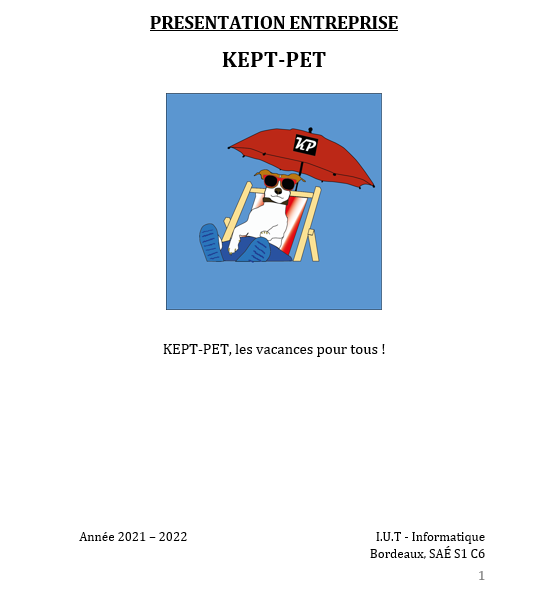 PRESENTATION ENTREPRISE
KEPT-PET
KP
KEPT-PET, les vacances pour tous !
Année 2021 – 2022
I.U.T - Informatique
Bordeaux, SAÉ S1 C6
1